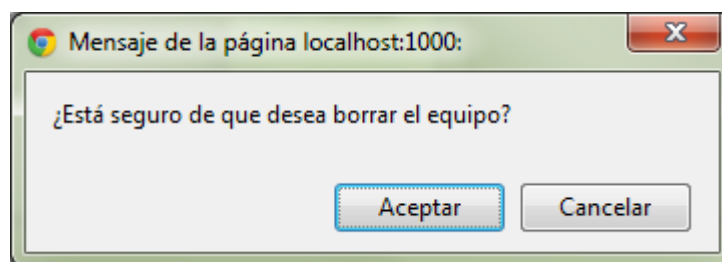 Mensaje de la página localhost:1000:
¿Está seguro de que desea borrar el equipo?
Aceptar Cancelar